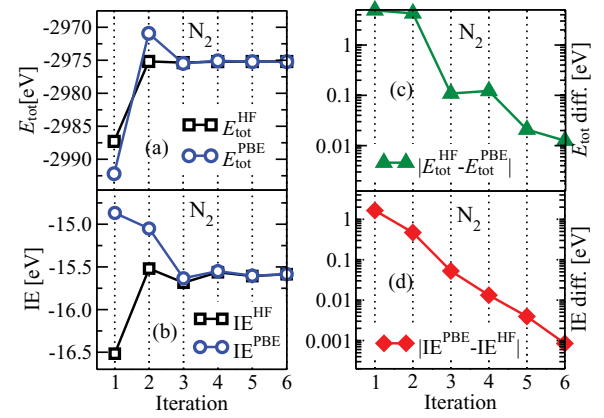 N₂
-2970
-2975
-2980
-2985
-2990
E_tot [eV]
E_tot^HF
E_tot^PBE
(a)
N₂
-15.0
-15.5
-16.0
-16.5
IE [eV]
IE^HF
IE^PBE
(b)
1 2 3 4 5 6
Iteration
N₂
1
0.1
0.01
E_tot diff. [eV]
(c)
|E_tot^HF-E_tot^PBE|
N₂
1
0.1
0.01
0.001
IE diff. [eV]
(d)
|IE^PBE-IE^HF|
1 2 3 4 5 6
Iteration